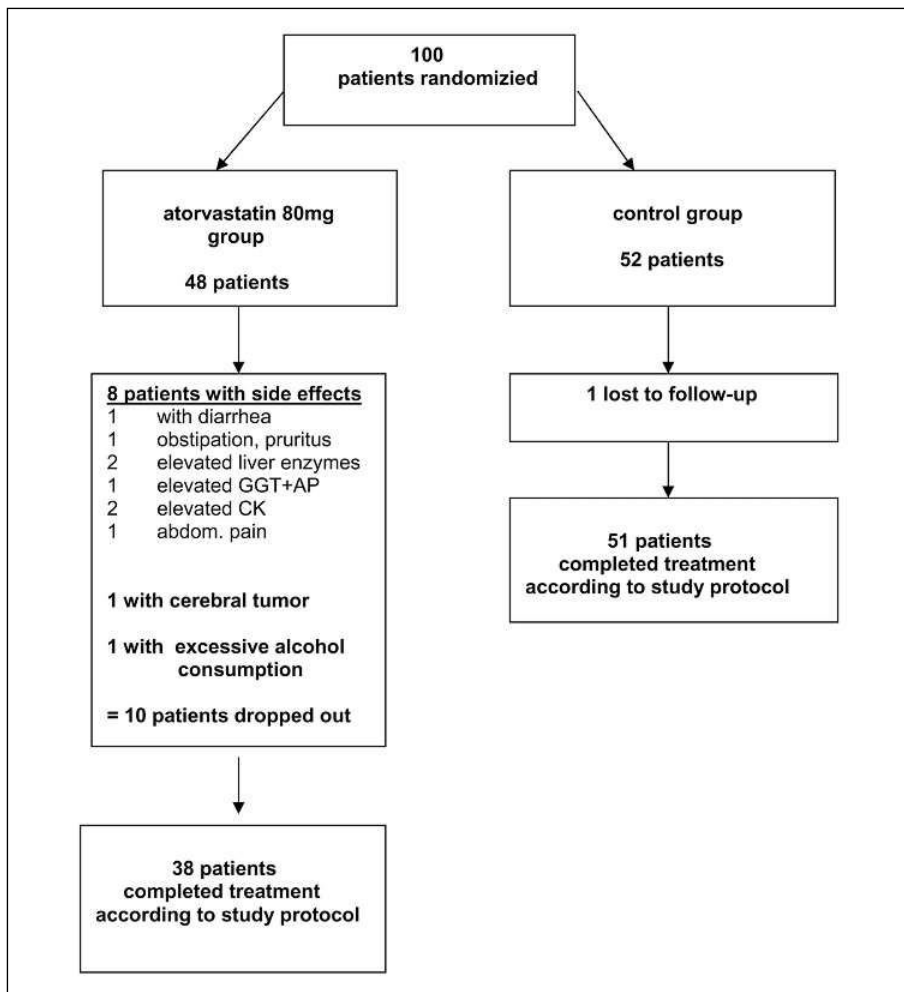 100
patients randomizied
atorvastatin 80mg
group
48 patients
control group
52 patients
8 patients with side effects
1 with diarrhea
1 obstipation, pruritus
2 elevated liver enzymes
1 elevated GGT+AP
2 elevated CK
1 abdom. pain
1 with cerebral tumor
1 with excessive alcohol
consumption
= 10 patients dropped out
1 lost to follow-up
51 patients
completed treatment
according to study protocol
38 patients
completed treatment
according to study protocol